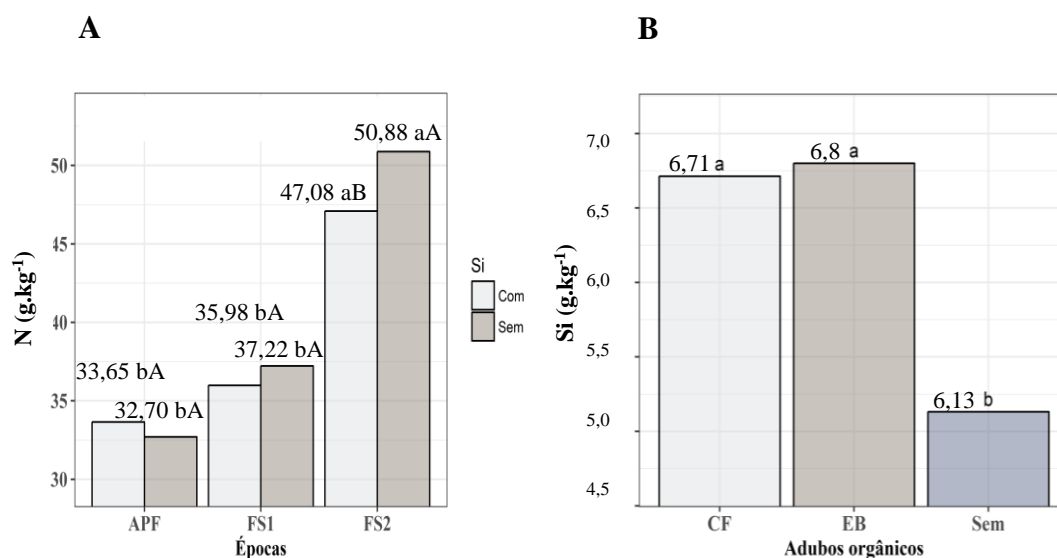 A
50,88 aA
47,08 aB
35,98 bA
37,22 bA
33,65 bA
32,70 bA
50
45
40
35
30
N (g.kg-1)
APF FS1 FS2
Épocas
Si
Com
Sem
B
6,71 a
6,8 a
6,13 b
7,0
6,5
6.0
5,5
5,0
4,5
Si (g.kg-1)
CF EB Sem
Adubos orgânicos